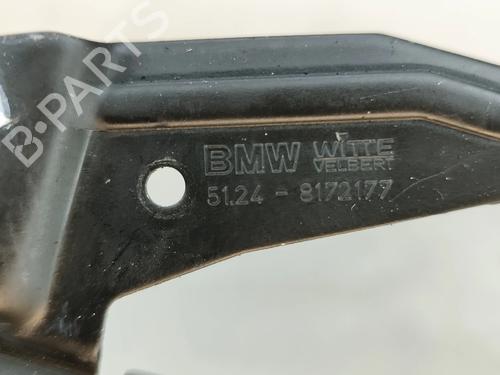 B-PARTS
BMW WITTE
VELBERT
51.24 - 8172177